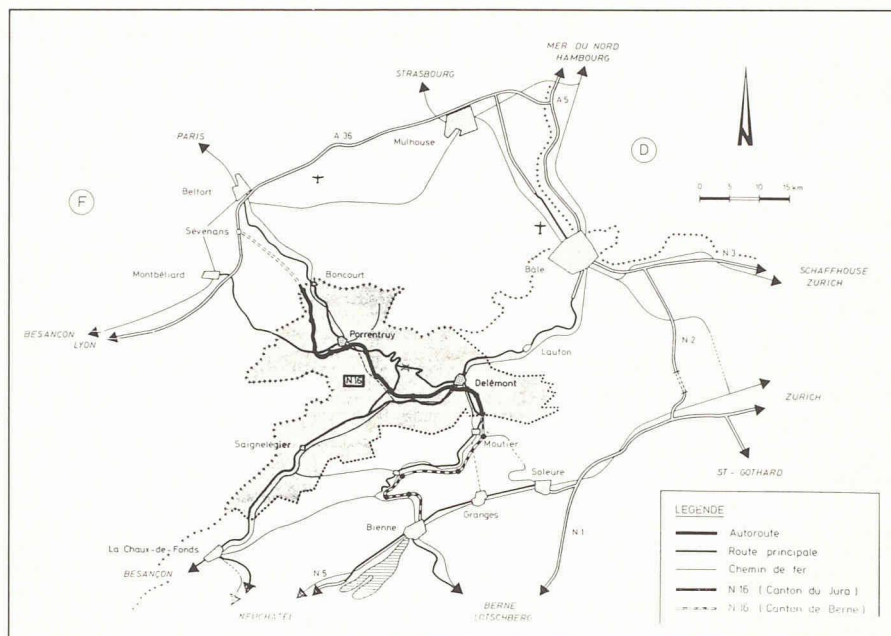 MER DU NORD
HAMBOURG
STRASBOURG
A 5
PARIS
A 36
Mulhouse
D
0 5 10 15 km
Belfort
F
Sévenans
N 3
Montbéliard
Boncourt
Bâle
SCHAFFHOUSE
ZURICH
BESANÇON
LYON
Porrentruy
Laufon
N 2
N16
Delémont
ZURICH
Saignelégier
Moutier
Soleure
ST - GOTHARD
Granges
N 1
La Chaux-de-Fonds
Bienne
BESANÇON
N 5
NEUCHATEL
BERNE
LOTSCHBERG
LEGENDE
Autoroute
Route principale
Chemin de fer
N 16 ( Canton du Jura )
N 16 ( Canton de Berne )